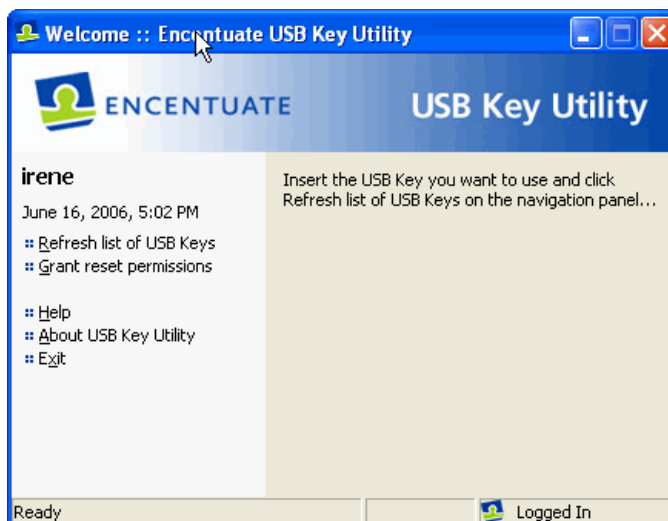 Welcome :: Encentuate USB Key Utility
ENCENTUATE
USB Key Utility
irene
June 16, 2006, 5:02 PM
Refresh list of USB Keys
Grant reset permissions
Help
About USB Key Utility
Exit
Insert the USB Key you want to use and click
Refresh list of USB Keys on the navigation panel...
Ready
Logged In